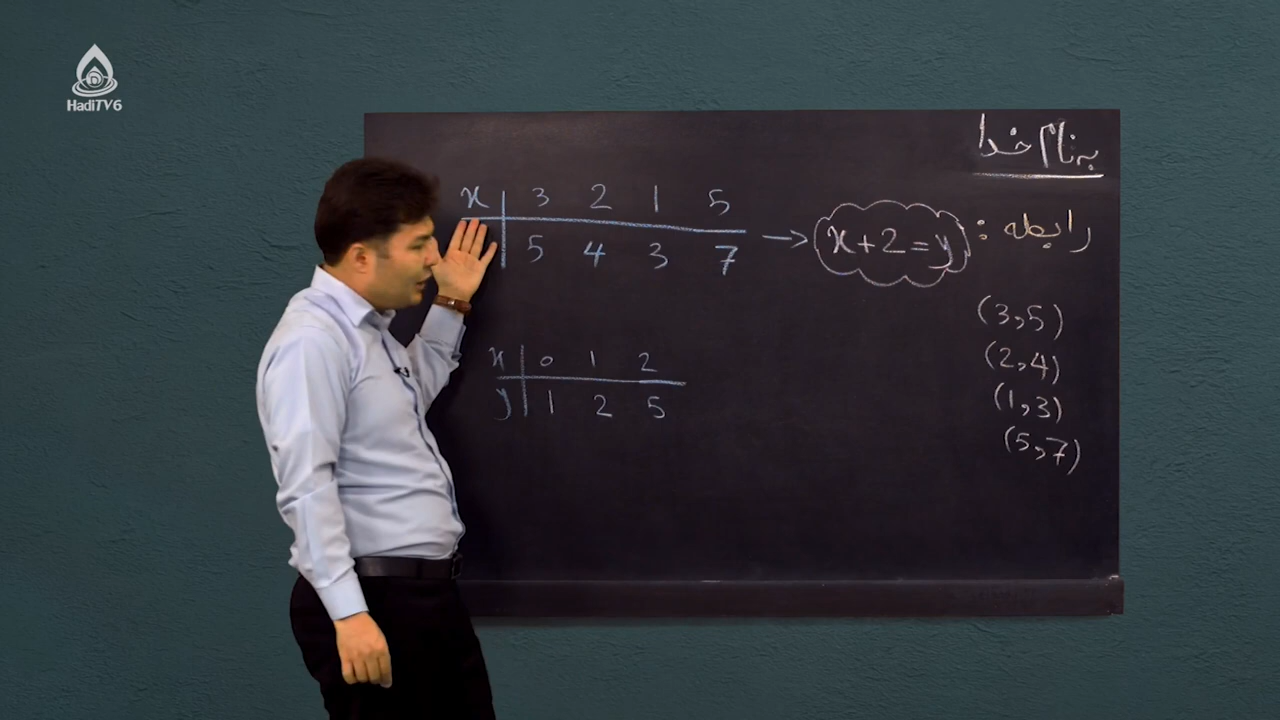 HadiTV6
به نام خدا
رابطه :
x 3 2 1 5
5 4 3 7
→ x+2=y
(3,5)
(2,4)
(1,3)
(5,7)
x 0 1 2
y 1 2 5